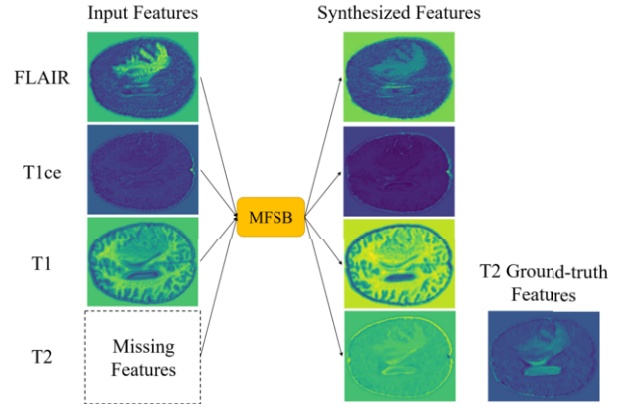 Input Features
Synthesized Features
FLAIR
T1ce
MFSB
T1
T2 Ground-truth
Features
T2
Missing
Features